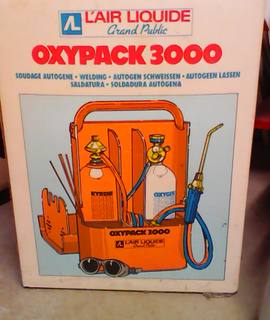 L'AIR LIQUIDE
Grand Public
OXYPACK 3000
SOUDAGE AUTOGENE • WELDING • AUTOGEN SCHWEISSEN • AUTOGEEN LASSEN
SALDATURA • SOLDADURA AUTOGENA
OXYPACK 3000
L'AIR LIQUIDE
Grand Public